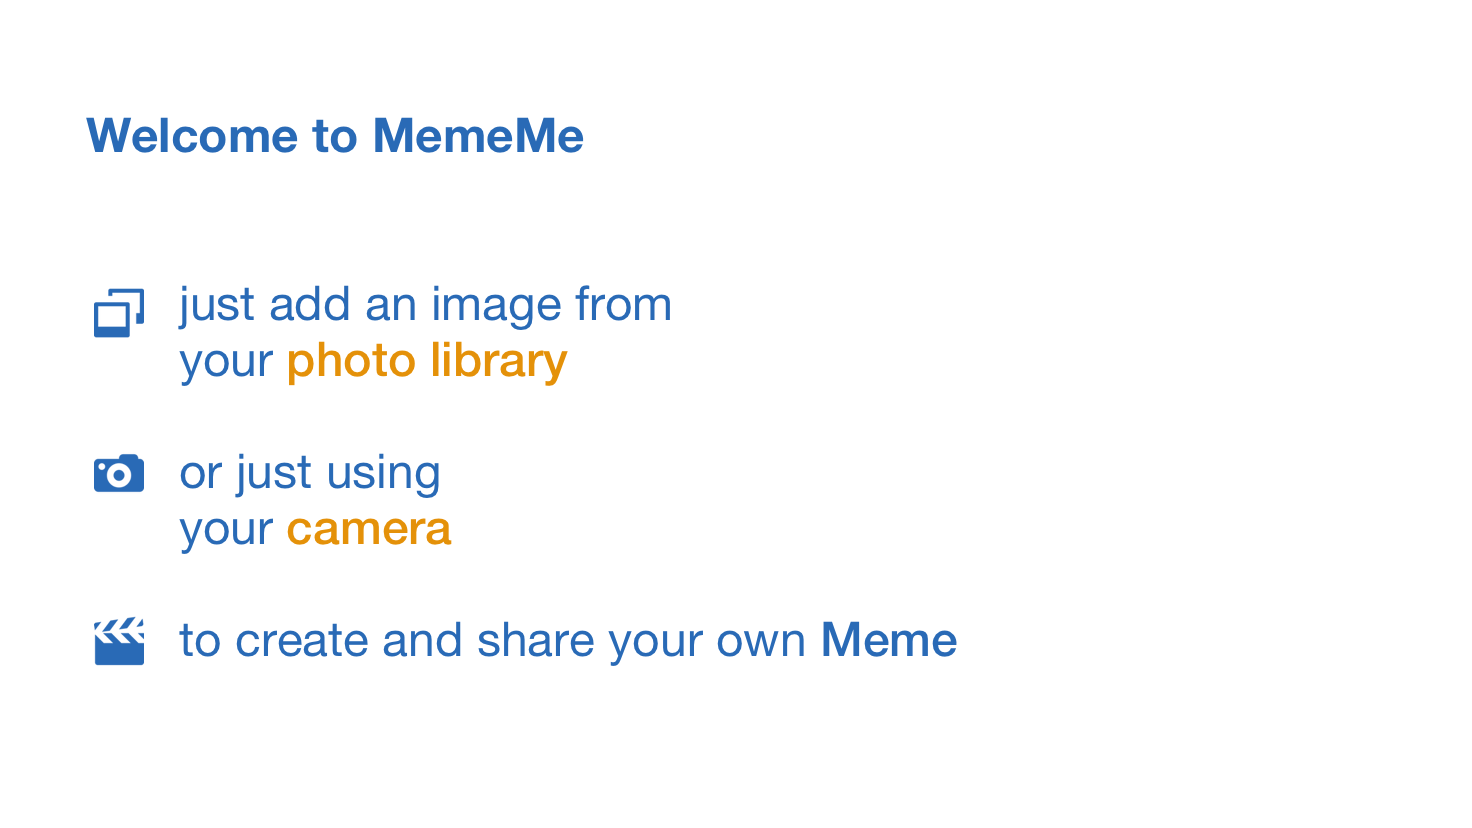 Welcome to MemeMe
just add an image from
your photo library
or just using
your camera
to create and share your own Meme